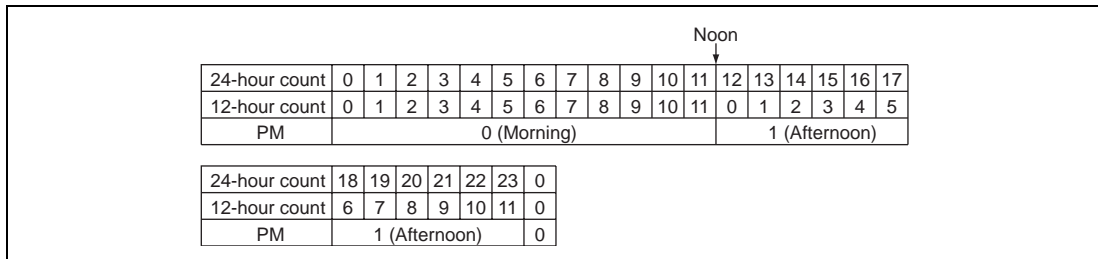 Noon
24-hour count 0 1 2 3 4 5 6 7 8 9 10 11 12 13 14 15 16 17
12-hour count 0 1 2 3 4 5 6 7 8 9 10 11 0 1 2 3 4 5
PM 0 (Morning) 1 (Afternoon)
24-hour count 18 19 20 21 22 23 0
12-hour count 6 7 8 9 10 11 0
PM 1 (Afternoon) 0